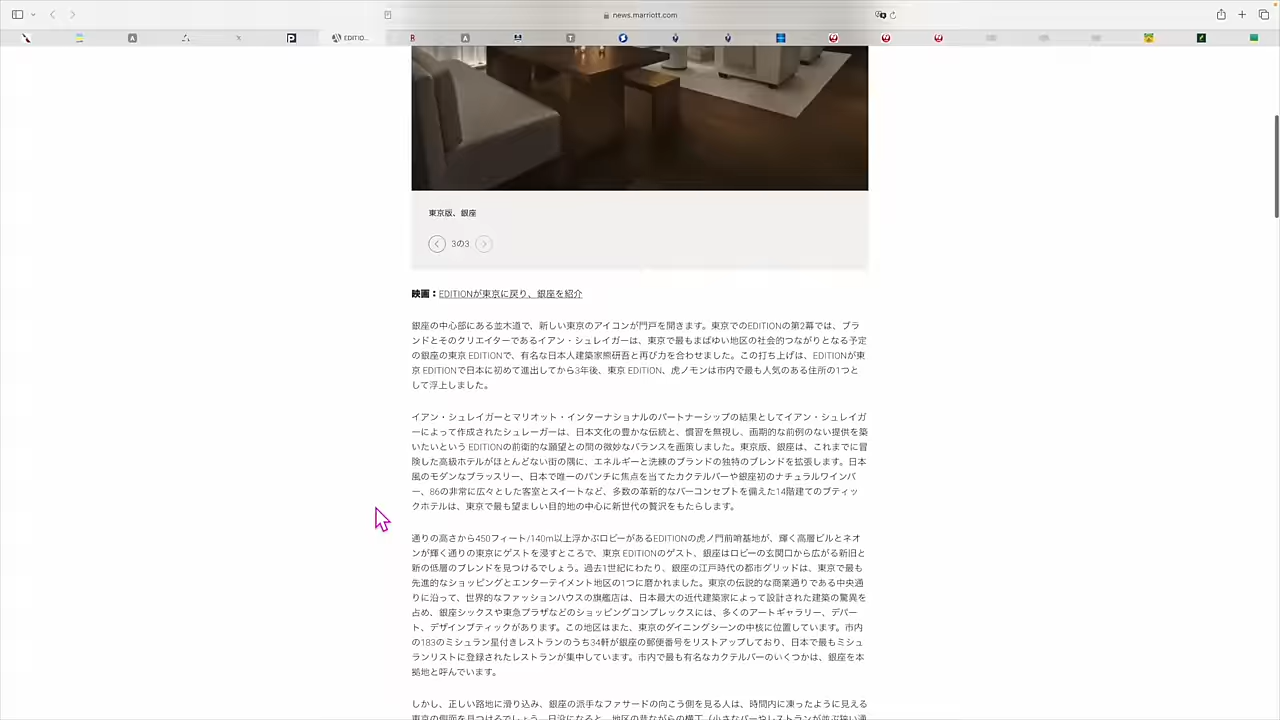 news.marriott.com
EDITIO...
東京版、銀座
3の3
映画：EDITIONが東京に戻り、銀座を紹介
銀座の中心部にある並木道で、新しい東京のアイコンが門戸を開きます。東京でのEDITIONの第2幕では、ブラ
ンドとそのクリエイターであるイアン・シュレイガーは、東京で最もまばゆい地区の社会的つながりとなる予定
の銀座の東京 EDITIONで、有名な日本人建築家熊研吾と再び力を合わせました。この打ち上げは、EDITIONが東
京 EDITIONで日本に初めて進出してから3年後、東京 EDITION、虎ノモンは市内で最も人気のある住所の1つと
して浮上しました。
イアン・シュレイガーとマリオット・インターナショナルのパートナーシップの結果としてイアン・シュレイガ
ーによって作成されたシュレーガーは、日本文化の豊かな伝統と、慣習を無視し、画期的な前例のない提供を築
いたいという EDITIONの前衛的な願望との間の微妙なバランスを画策しました。東京版、銀座は、これまでに冒
険した高級ホテルがほとんどない街の隅に、エネルギーと洗練のブランドの独特のブレンドを拡張します。日本
風のモダンなブラッスリー、日本で唯一のパンチに焦点を当てたカクテルバーや銀座初のナチュラルワインバ
ー、86の非常に広々とした客室とスイートなど、多数の革新的なバーコンセプトを備えた14階建てのブティッ
クホテルは、東京で最も望ましい目的地の中心に新世代の贅沢をもたらします。
通りの高さから450フィート/140m以上浮かぶロビーがあるEDITIONの虎ノ門前哨基地が、輝く高層ビルとネオ
ンが輝く通りの東京にゲストを浸すところで、東京 EDITIONのゲスト、銀座はロビーの玄関口から広がる新旧と
新の低層のブレンドを見つけるでしょう。過去1世紀にわたり、銀座の江戸時代の都市グリッドは、東京で最も
先進的なショッピングとエンターテイメント地区の1つに磨かれました。東京の伝説的な商業通りである中央通
りに沿って、世界的なファッションハウスの旗艦店は、日本最大の近代建築家によって設計された建築の驚異を
占め、銀座シックスや東急プラザなどのショッピングコンプレックスには、多くのアートギャラリー、デパー
ト、デザインブティックがあります。この地区はまた、東京のダイニングシーンの中核に位置しています。市内
の183のミシュラン星付きレストランのうち34軒が銀座の郵便番号をリストアップしており、日本で最もミシュ
ランリストに登録されたレストランが集中しています。市内で最も有名なカクテルバーのいくつかは、銀座を本
拠地と呼んでいます。
しかし、正しい路地に滑り込み、銀座の派手なファサードの向こう側を見る人は、時間内に凍ったように見える
東京の側面を見つけるでしょう。日没になると、地区の昔ながらの横丁（小さなバーやレストランが並ぶ狭い通